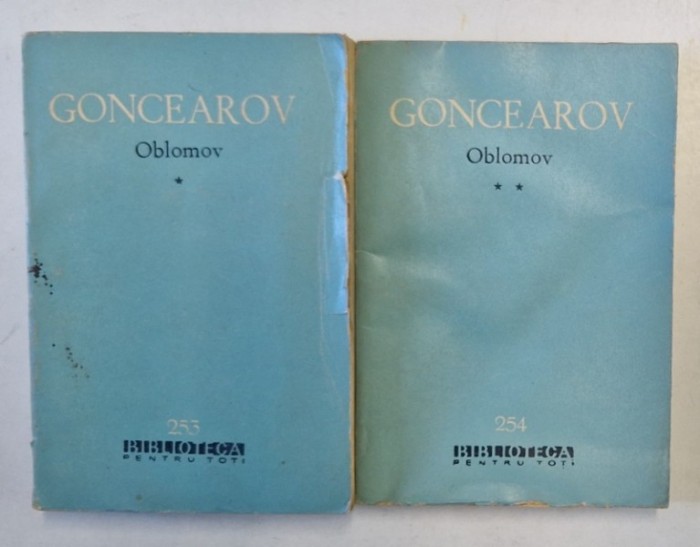 GONCEAROV
Oblomov
★
253
BIBLIOTECA
PENTRU TOȚI
GONCEAROV
Oblomov
★ ★
254
BIBLIOTECA
PENTRU TOȚI